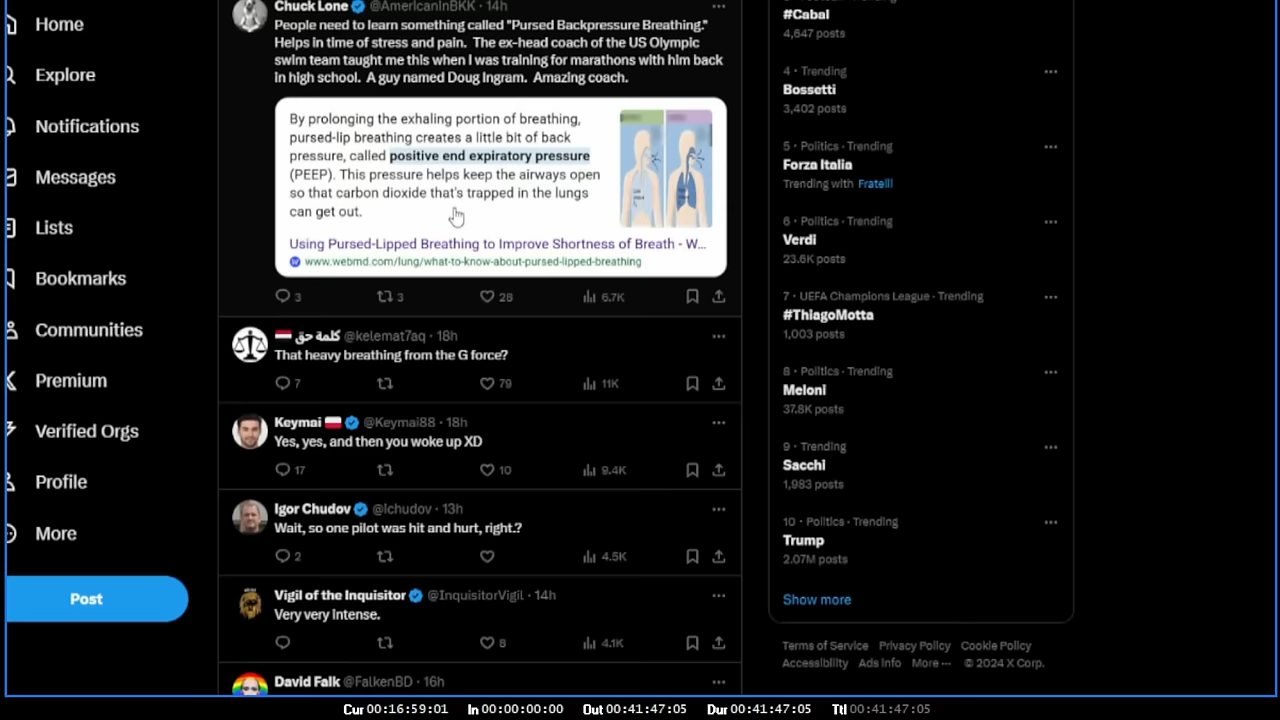 Home
Explore
Notifications
Messages
Lists
Bookmarks
Communities
Premium
Verified Orgs
Profile
More
Post
Chuck Lone @AmericanInBKK · 14h
People need to learn something called "Pursed Backpressure Breathing."
Helps in time of stress and pain. The ex-head coach of the US Olympic
swim team taught me this when I was training for marathons with him back
in high school. A guy named Doug Ingram. Amazing coach.
By prolonging the exhaling portion of breathing,
pursed-lip breathing creates a little bit of back
pressure, called positive end expiratory pressure
(PEEP). This pressure helps keep the airways open
so that carbon dioxide that's trapped in the lungs
can get out.
Using Pursed-Lipped Breathing to Improve Shortness of Breath - W...
www.webmd.com/lung/what-to-know-about-pursed-lipped-breathing
3 3 28 6.7K
كلمة حق @kelemat7aq · 18h
That heavy breathing from the G force?
7 79 11K
Keymai @Keymai88 · 18h
Yes, yes, and then you woke up XD
17 10 9.4K
Igor Chudov @ichudov · 13h
Wait, so one pilot was hit and hurt, right.?
2 4.5K
Vigil of the Inquisitor @InquisitorVigil · 14h
Very very intense.
8 4.1K
David Falk @FalkenBD · 16h
#Cabal
4,647 posts
4 · Trending
Bossetti
3,402 posts
5 · Politics · Trending
Forza Italia
Trending with Fratelli
6 · Politics · Trending
Verdi
23.6K posts
7 · UEFA Champions League · Trending
#ThiagoMotta
1,003 posts
8 · Politics · Trending
Meloni
37.8K posts
9 · Trending
Sacchi
1,983 posts
10 · Politics · Trending
Trump
2.07M posts
Show more
Terms of Service Privacy Policy Cookie Policy
Accessibility Ads info More ··· © 2024 X Corp.
Cur 00:16:59:01 In 00:00:00:00 Out 00:41:47:05 Dur 00:41:47:05 Ttl 00:41:47:05